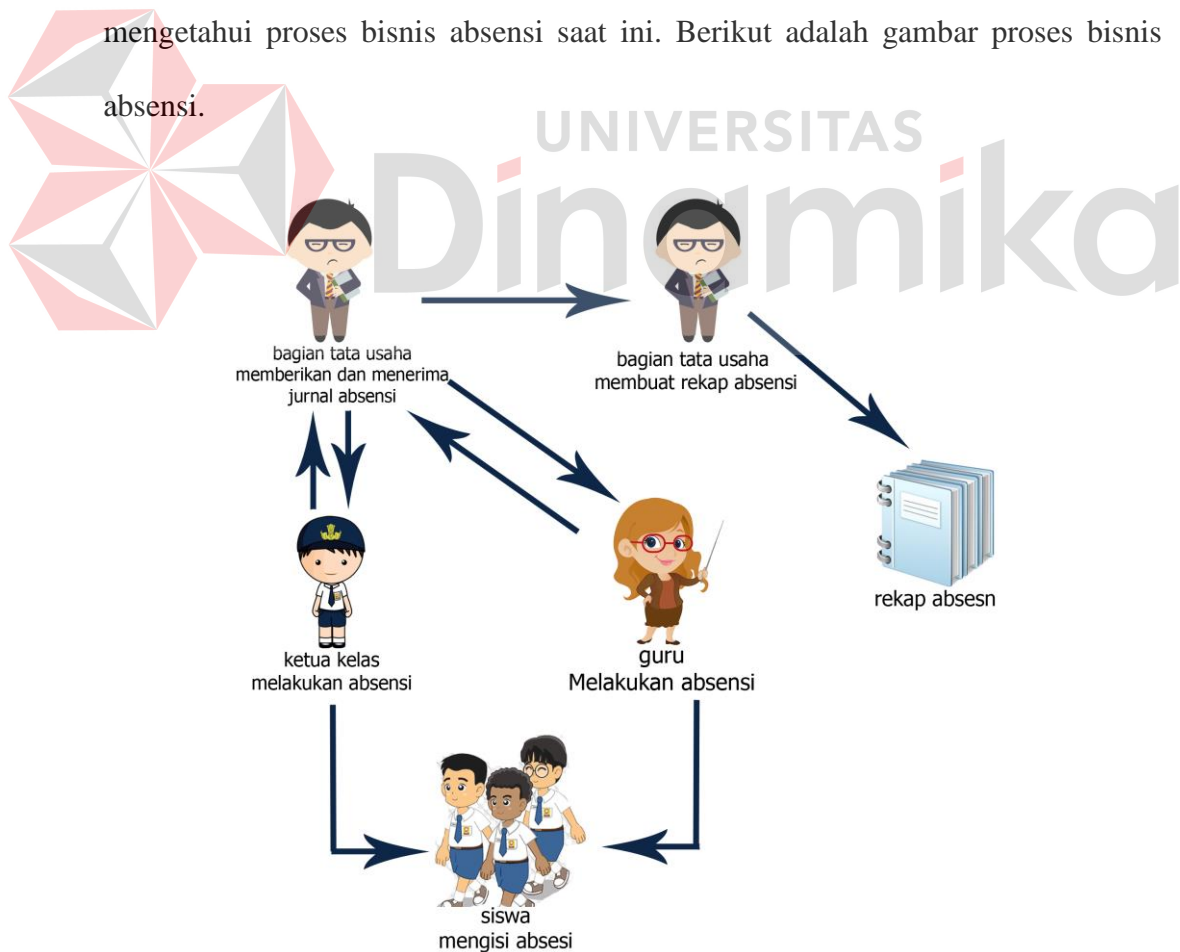 mengetahui proses bisnis absensi saat ini. Berikut adalah gambar proses bisnis
absensi.
UNIVERSITAS
Dinamika
bagian tata usaha
memberikan dan menerima
jurnal absensi
bagian tata usaha
membuat rekap absensi
rekap absesn
ketua kelas
melakukan absensi
guru
Melakukan absensi
siswa
mengisi absesi